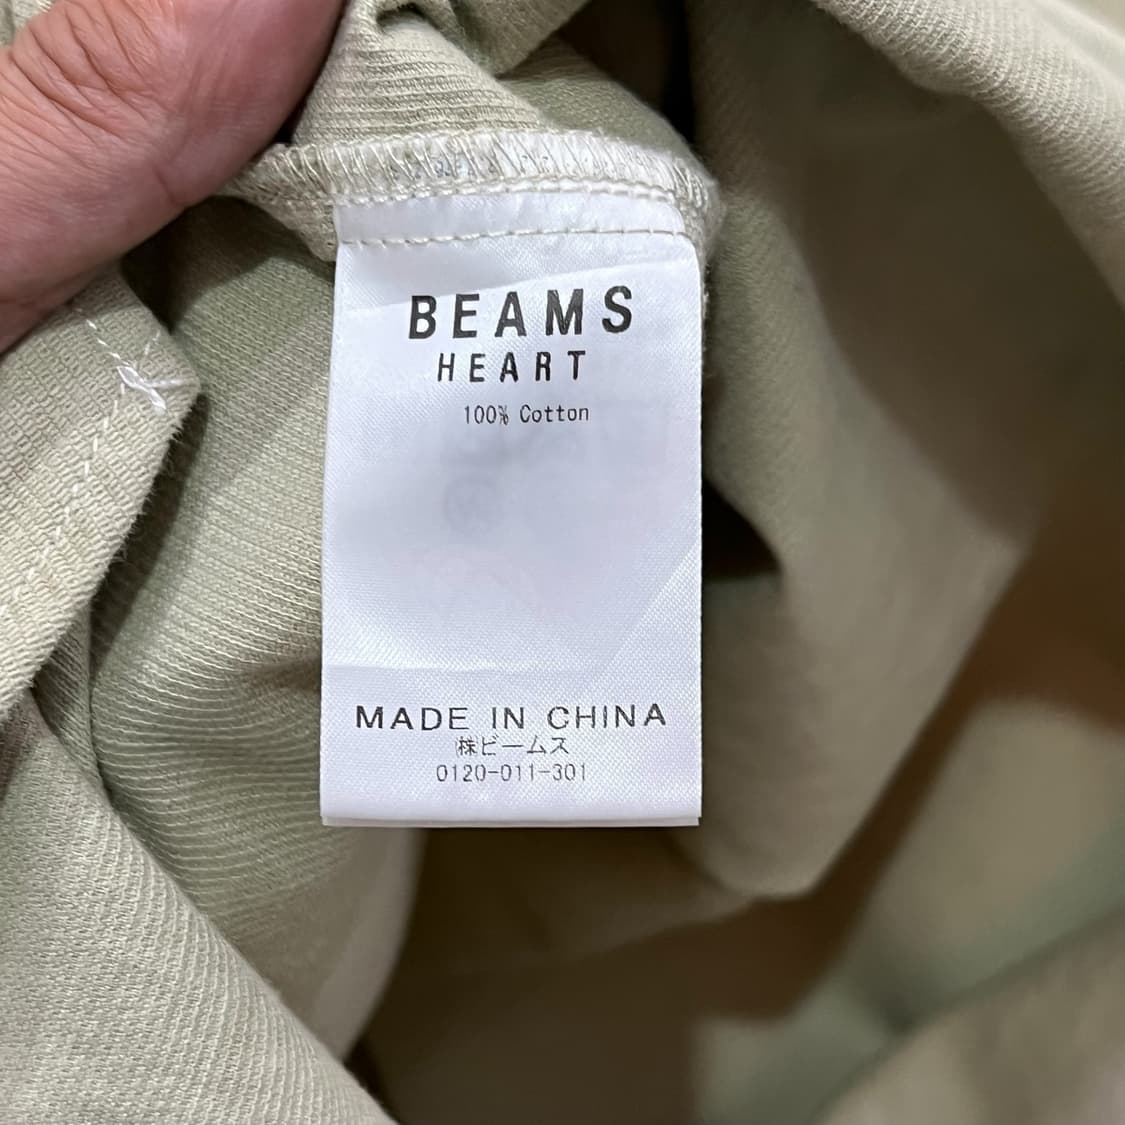 BEAMS
HEART
100% Cotton
MADE IN CHINA
㈱ビームス
0120-011-301